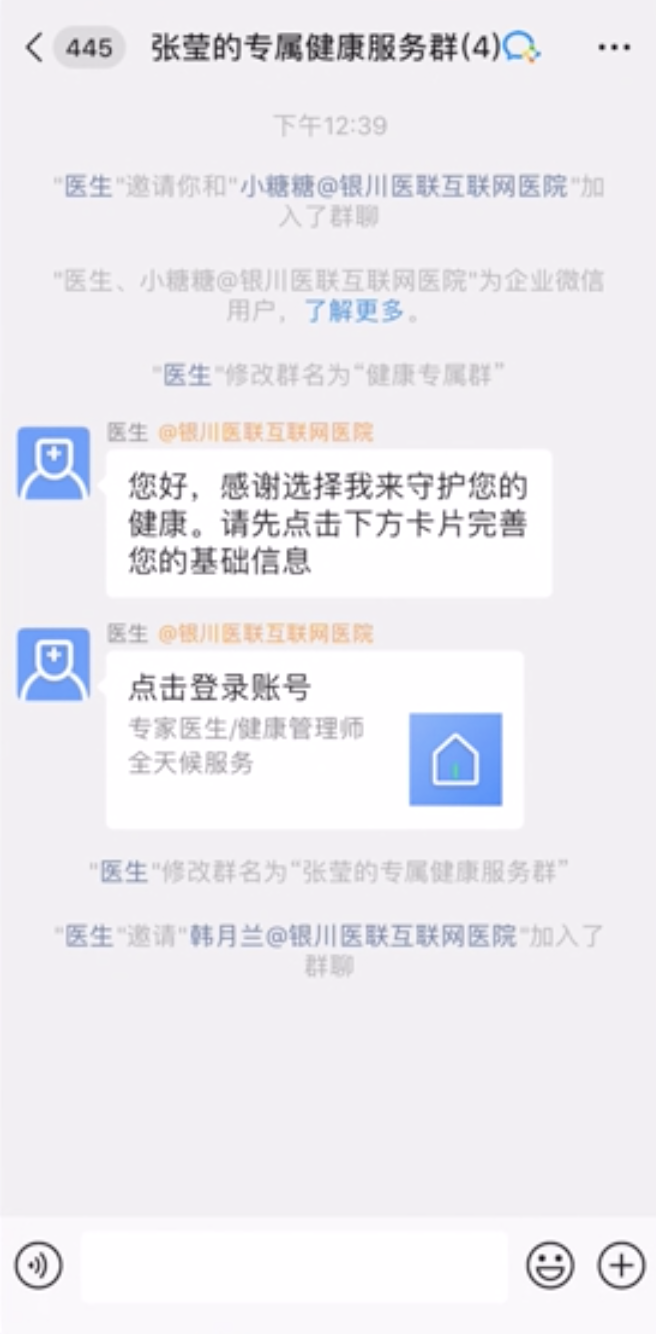 445 张莹的专属健康服务群(4)
下午12:39
"医生"邀请你和"小糖糖@银川医联互联网医院"加
入了群聊
"医生、小糖糖@银川医联互联网医院"为企业微信
用户，了解更多。
"医生"修改群名为“健康专属群”
医生 @银川医联互联网医院
您好，感谢选择我来守护您的
健康。请先点击下方卡片完善
您的基础信息
医生 @银川医联互联网医院
点击登录账号
专家医生/健康管理师
全天候服务
"医生"修改群名为“张莹的专属健康服务群”
"医生"邀请"韩月兰@银川医联互联网医院"加入了
群聊